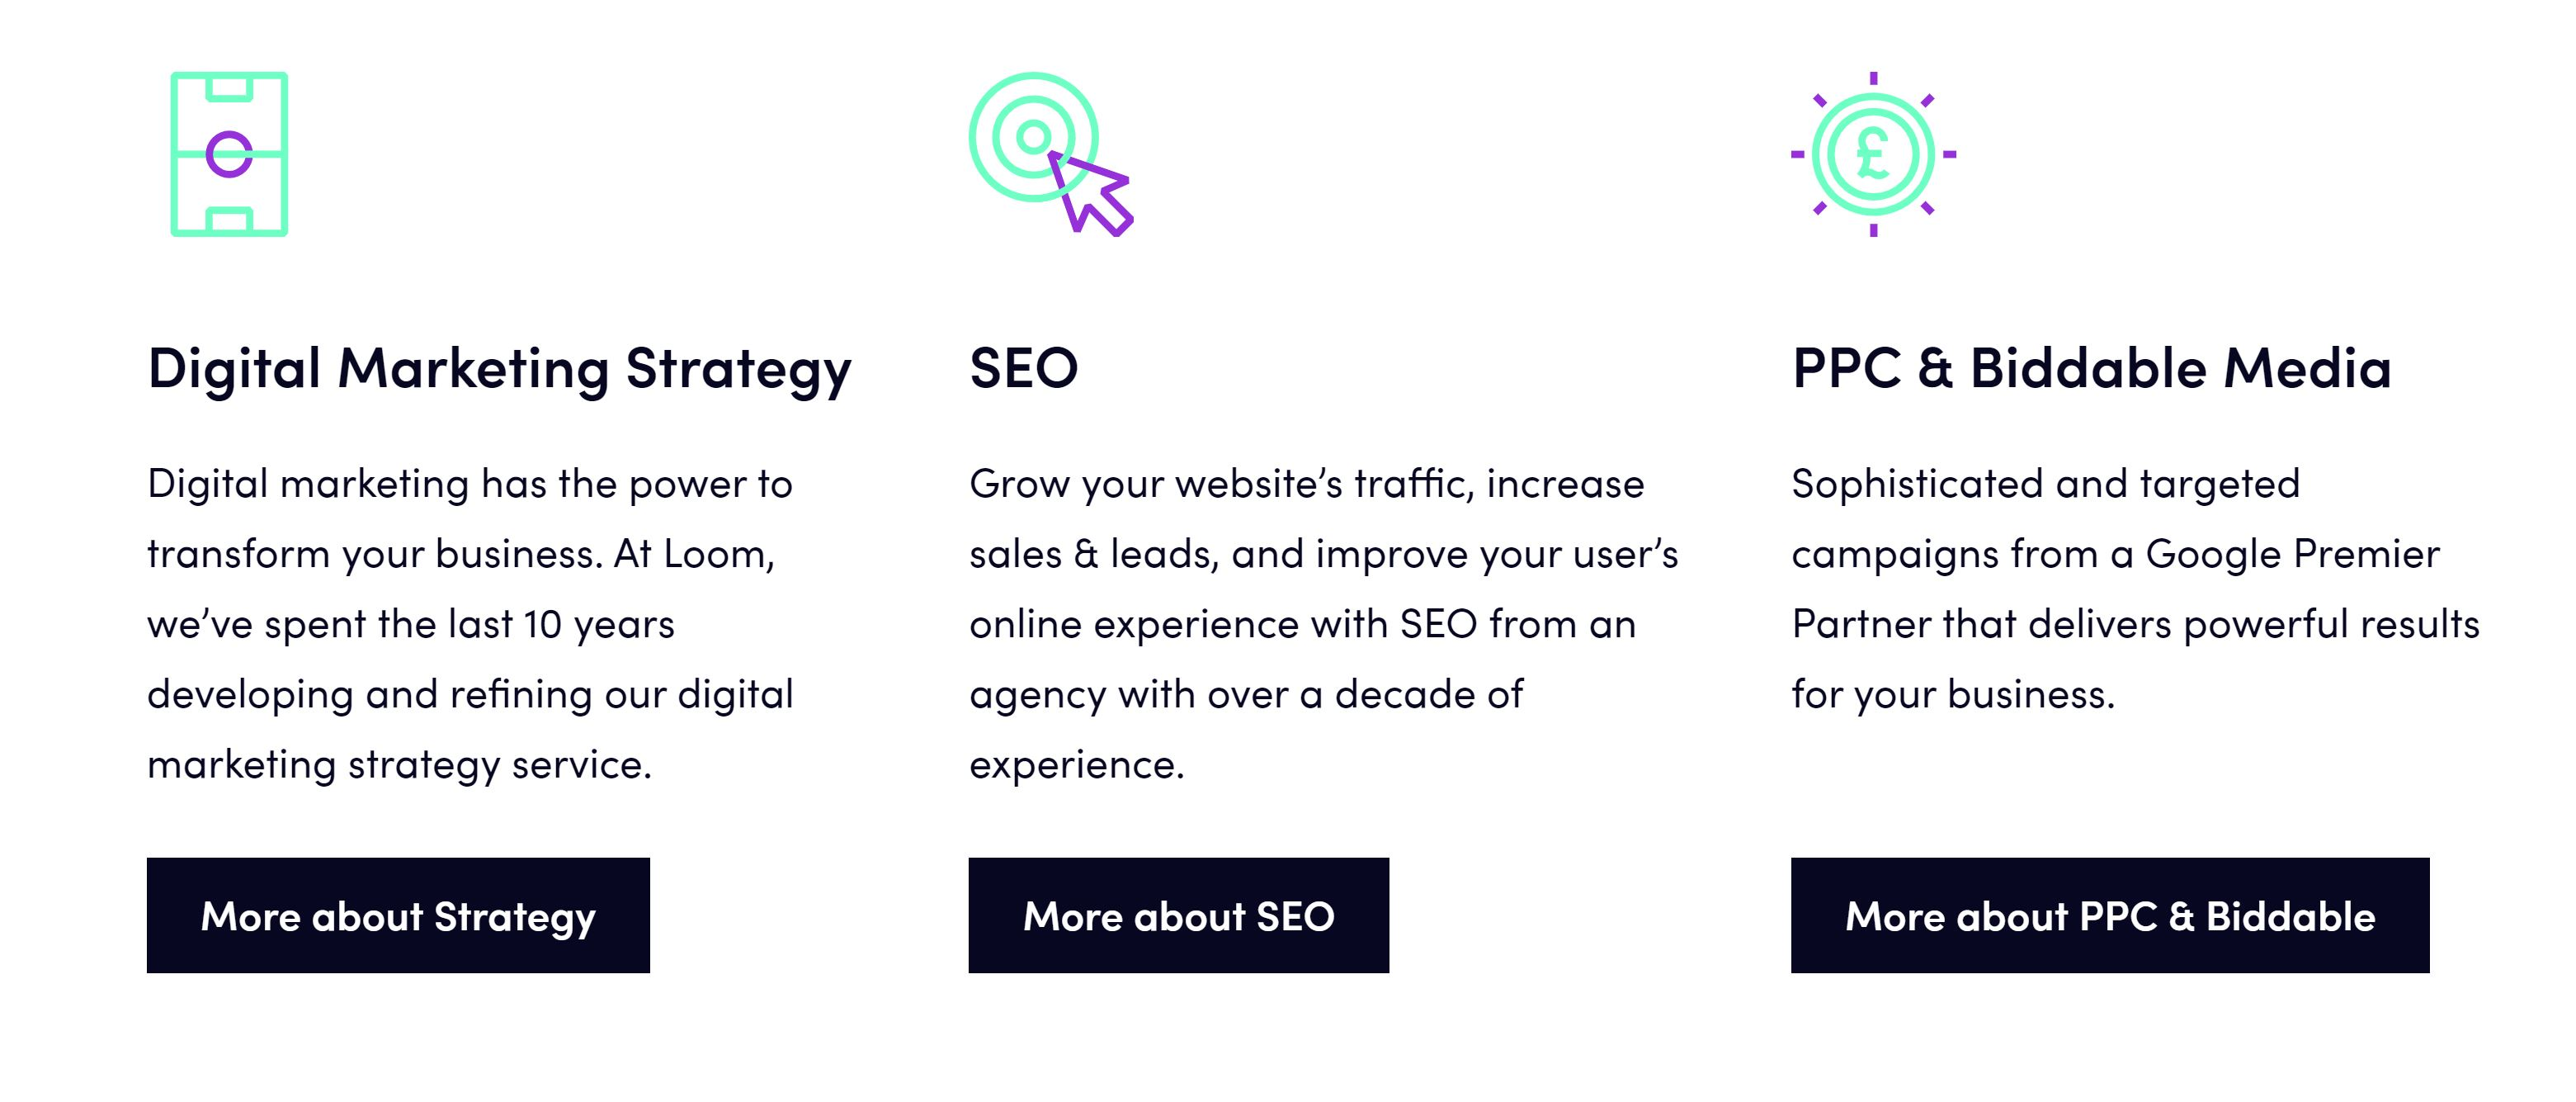 £
Digital Marketing Strategy
Digital marketing has the power to
transform your business. At Loom,
we’ve spent the last 10 years
developing and refining our digital
marketing strategy service.
More about Strategy
SEO
Grow your website’s traffic, increase
sales & leads, and improve your user’s
online experience with SEO from an
agency with over a decade of
experience.
More about SEO
PPC & Biddable Media
Sophisticated and targeted
campaigns from a Google Premier
Partner that delivers powerful results
for your business.
More about PPC & Biddable